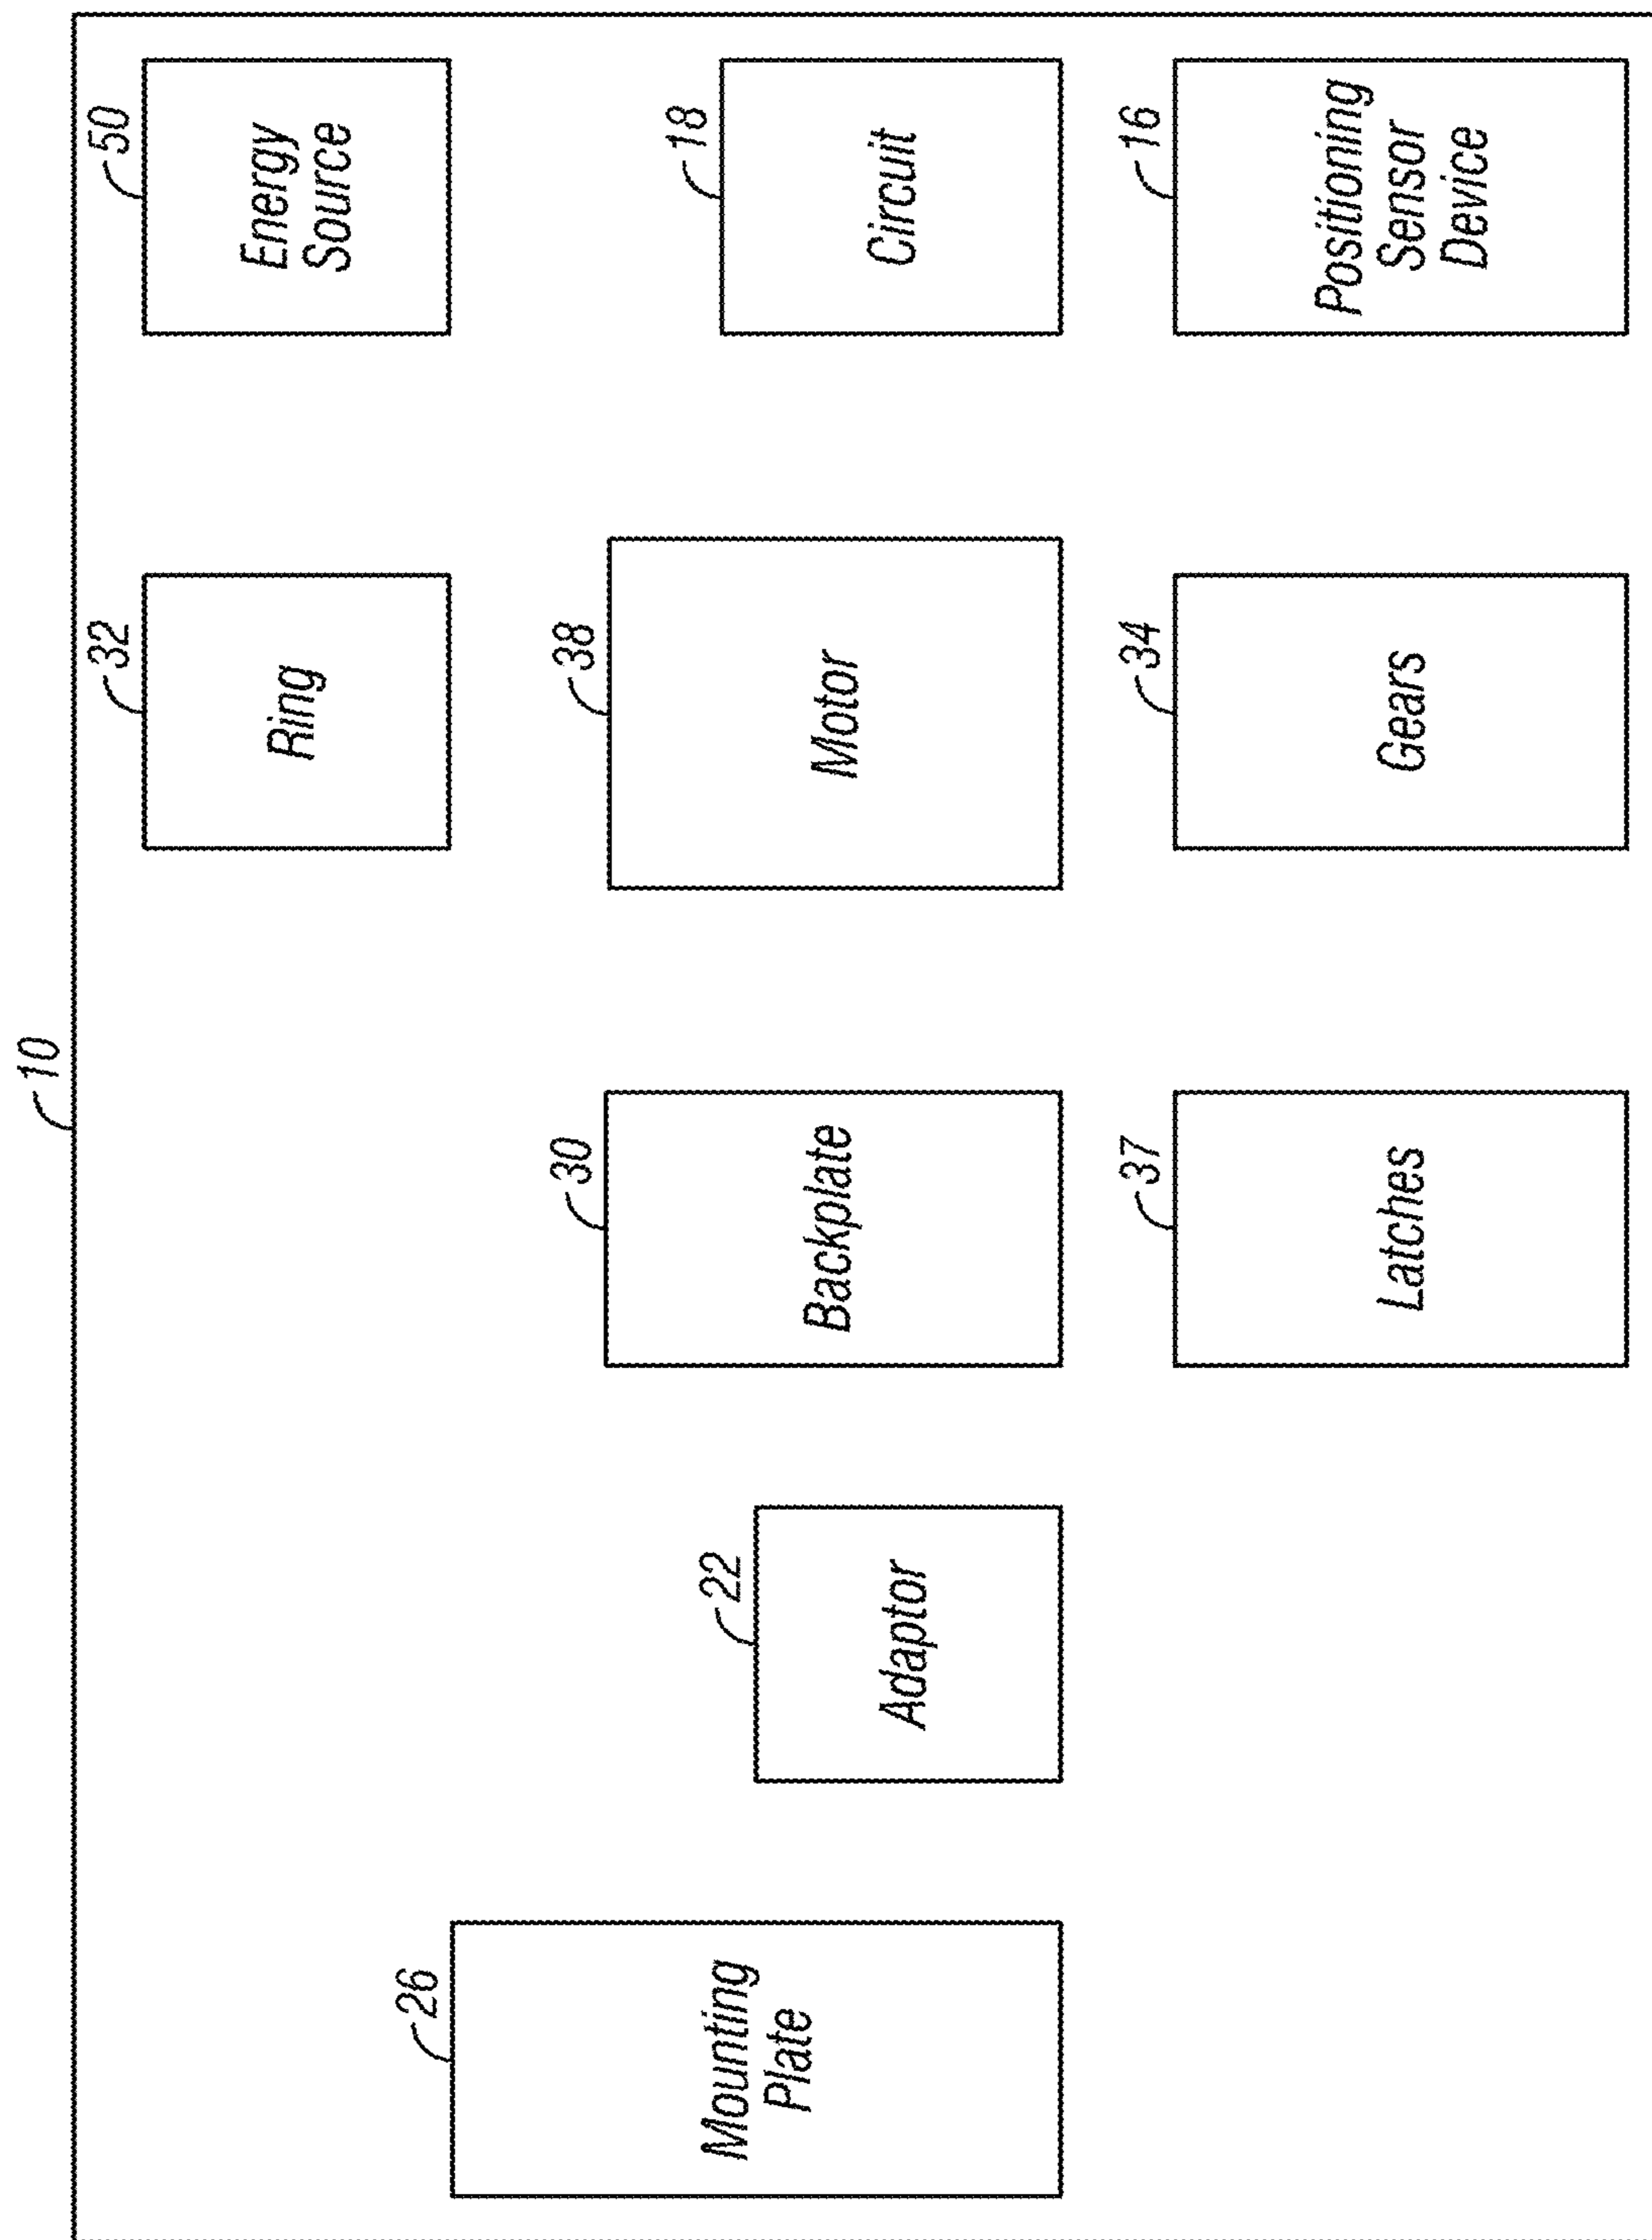 10
32
Ring
50
Energy
Source
26
Mounting
Plate
22
Adaptor
30
Backplate
38
Motor
18
Circuit
37
Latches
34
Gears
16
Positioning
Sensor
Device